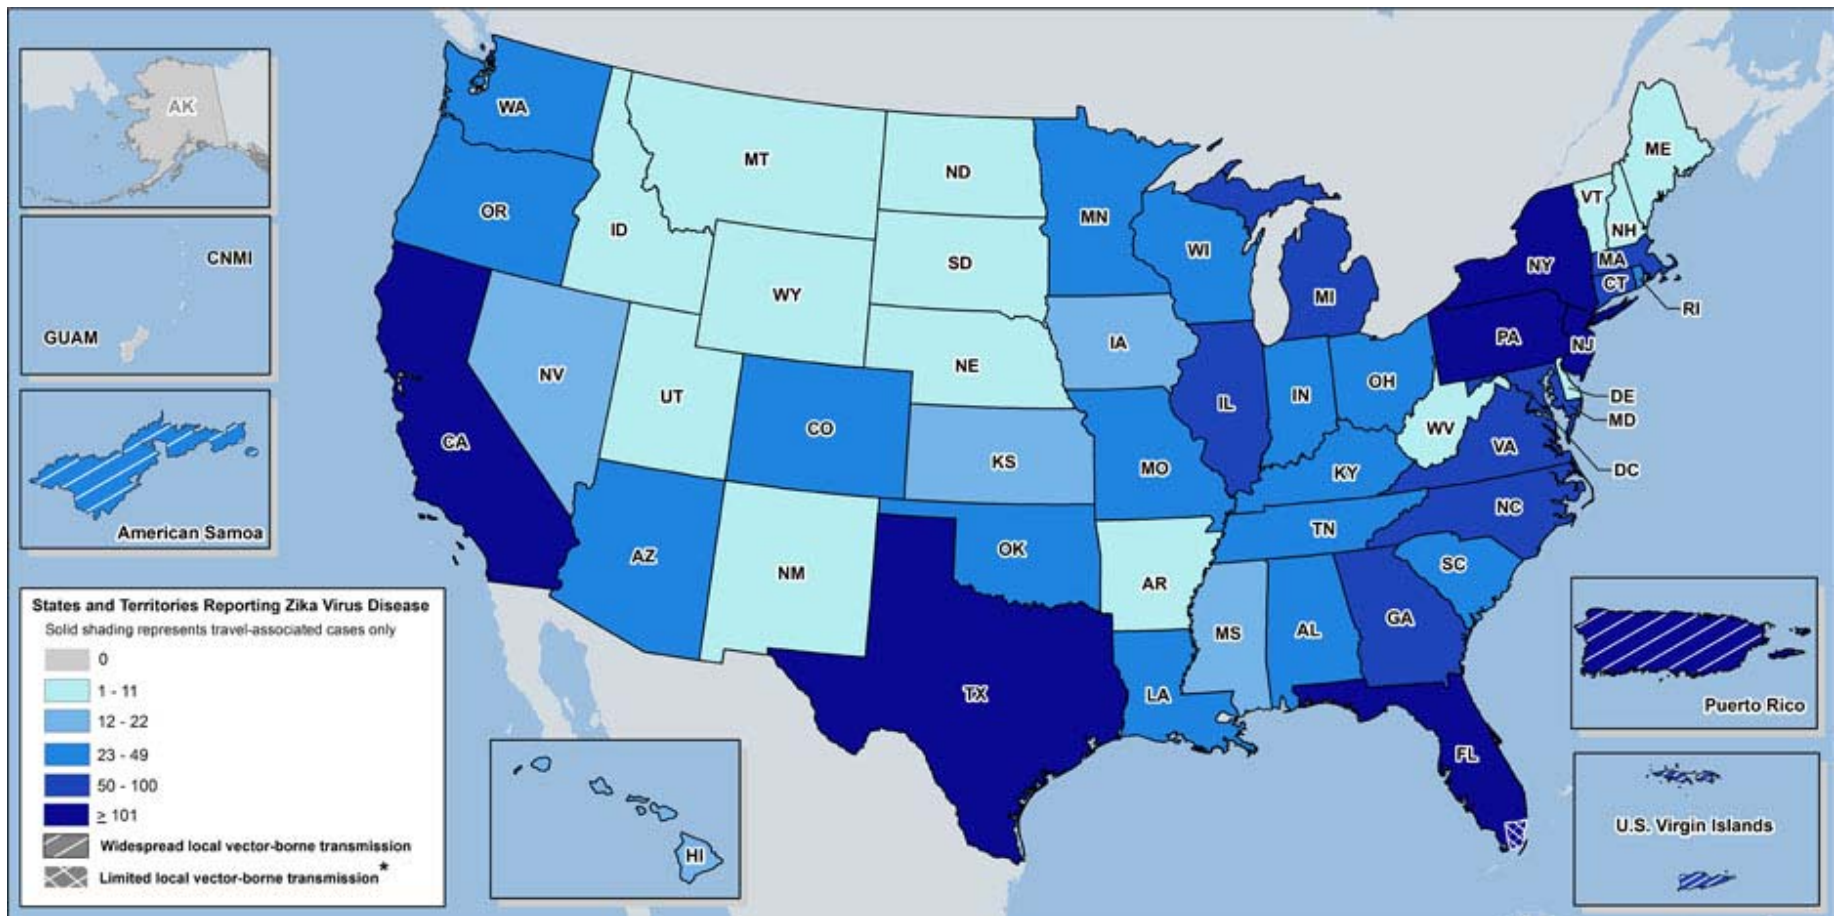 AK
CNMI
GUAM
American Samoa
States and Territories Reporting Zika Virus Disease
Solid shading represents travel-associated cases only
0
1 - 11
12 - 22
23 - 49
50 - 100
≥ 101
Widespread local vector-borne transmission
Limited local vector-borne transmission*
WA
OR
CA
NV
ID
MT
WY
UT
AZ
CO
NM
ND
SD
NE
KS
OK
TX
MN
IA
MO
AR
LA
WI
IL
MI
IN
OH
KY
TN
MS
AL
GA
FL
SC
NC
VA
WV
PA
NY
NJ
VT
NH
ME
MA
CT
RI
DE
MD
DC
HI
Puerto Rico
U.S. Virgin Islands